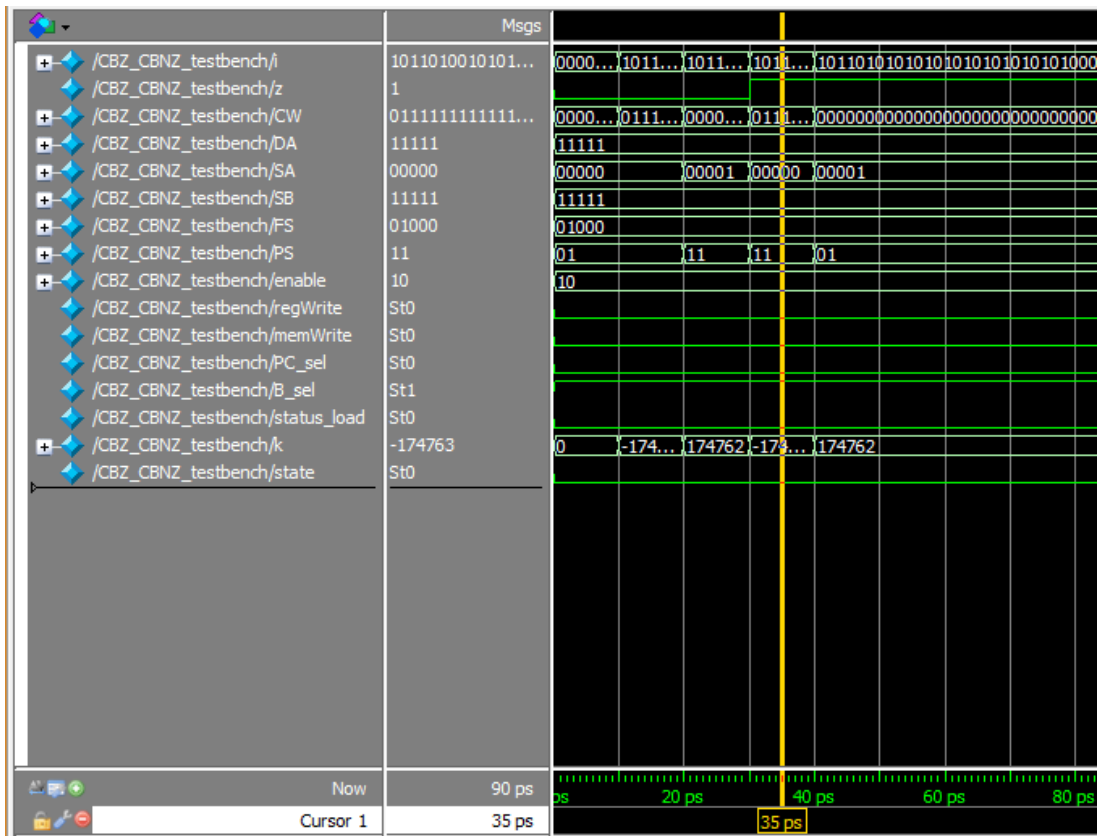 Msgs
/CBZ_CBNZ_testbench/i 1011010010101... 0000... 1011... 1011... 1011... 101101010101010101010101010101000
/CBZ_CBNZ_testbench/z 1
/CBZ_CBNZ_testbench/CW 0111111111111... 0000... 0111... 0000... 0111... 0000000000000000000000000000000
/CBZ_CBNZ_testbench/DA 11111 11111
/CBZ_CBNZ_testbench/SA 00000 00000 00001 00000 00001
/CBZ_CBNZ_testbench/SB 11111 11111
/CBZ_CBNZ_testbench/FS 01000 01000
/CBZ_CBNZ_testbench/PS 11 01 11 11 01
/CBZ_CBNZ_testbench/enable 10 10
/CBZ_CBNZ_testbench/regWrite St0
/CBZ_CBNZ_testbench/memWrite St0
/CBZ_CBNZ_testbench/PC_sel St0
/CBZ_CBNZ_testbench/B_sel St1
/CBZ_CBNZ_testbench/status_load St0
/CBZ_CBNZ_testbench/k -174763 0 -174... 174762 -174... 174762
/CBZ_CBNZ_testbench/state St0
Now 90 ps ps 20 ps 40 ps 60 ps 80 ps
Cursor 1 35 ps 35 ps